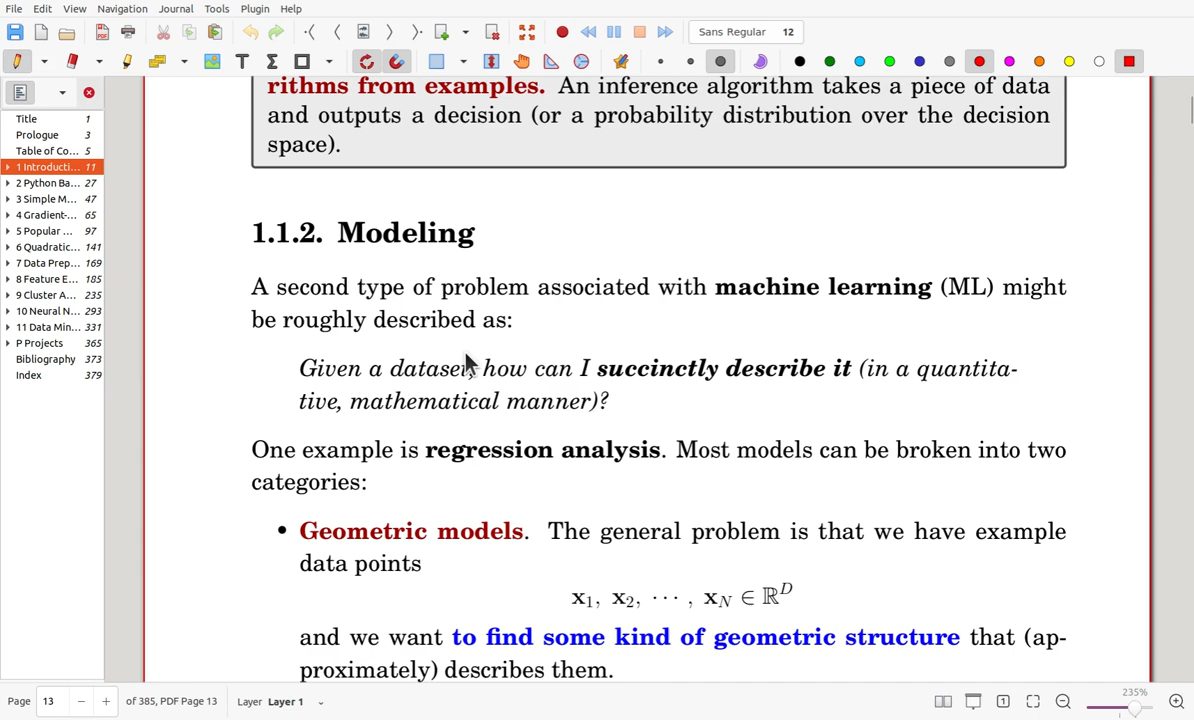 File Edit View Navigation Journal Tools Plugin Help
Sans Regular 12
Title 1
Prologue 3
Table of Co... 5
1 Introducti... 11
2 Python Ba... 27
3 Simple M... 47
4 Gradient-... 65
5 Popular ... 97
6 Quadratic... 141
7 Data Prep... 169
8 Feature E... 185
9 Cluster A... 235
10 Neural N... 293
11 Data Min... 331
P Projects 365
Bibliography 373
Index 379
rithms from examples. An inference algorithm takes a piece of data
and outputs a decision (or a probability distribution over the decision
space).
1.1.2. Modeling
A second type of problem associated with machine learning (ML) might
be roughly described as:
Given a dataset, how can I succinctly describe it (in a quantita-
tive, mathematical manner)?
One example is regression analysis. Most models can be broken into two
categories:
• Geometric models. The general problem is that we have example
data points
x₁, x₂, ⋯ , x_N ∈ ℝ^D
and we want to find some kind of geometric structure that (ap-
proximately) describes them.
Page 13 of 385, PDF Page 13 Layer Layer 1 235%